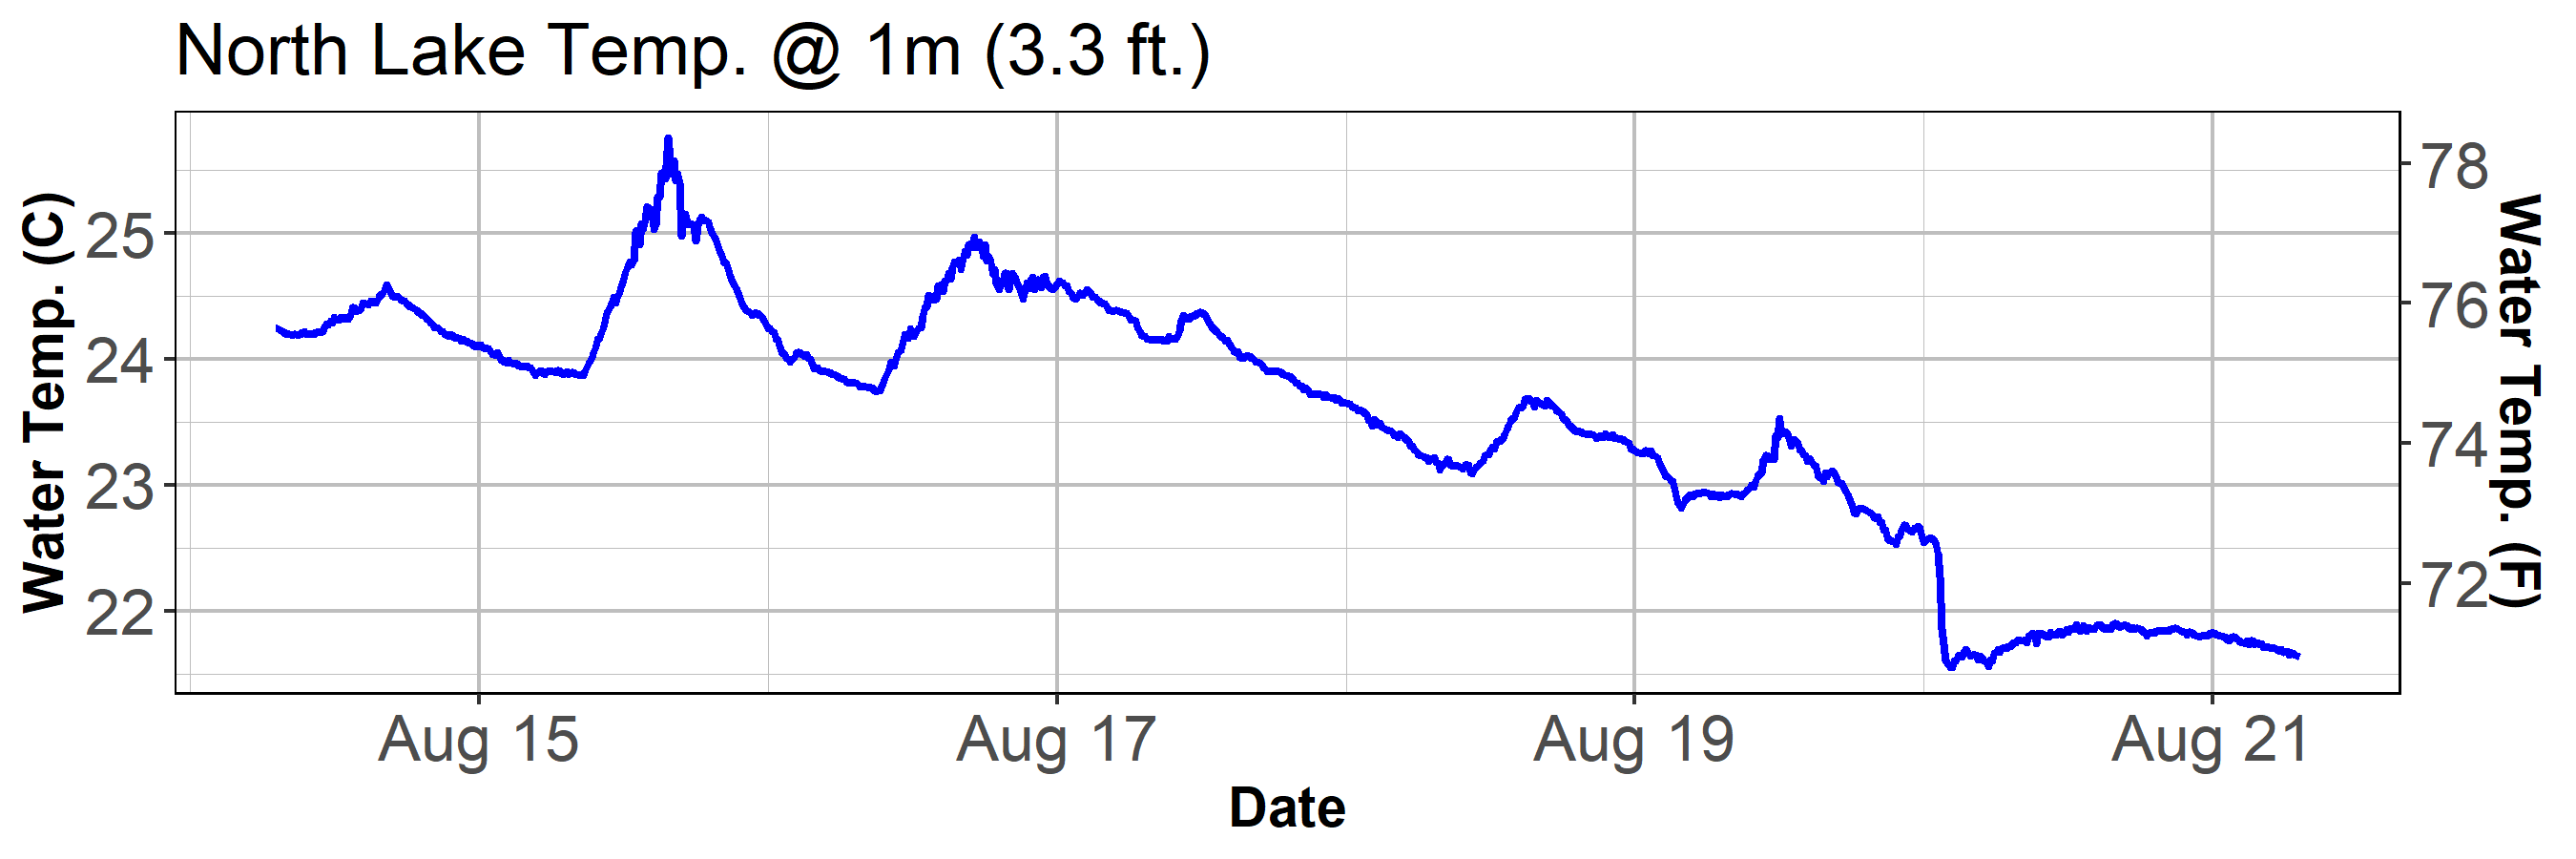 North Lake Temp. @ 1m (3.3 ft.)
Water Temp. (C)
25
24
23
22
78
76
74
72
Water Temp. (F)
Aug 15
Aug 17
Aug 19
Aug 21
Date